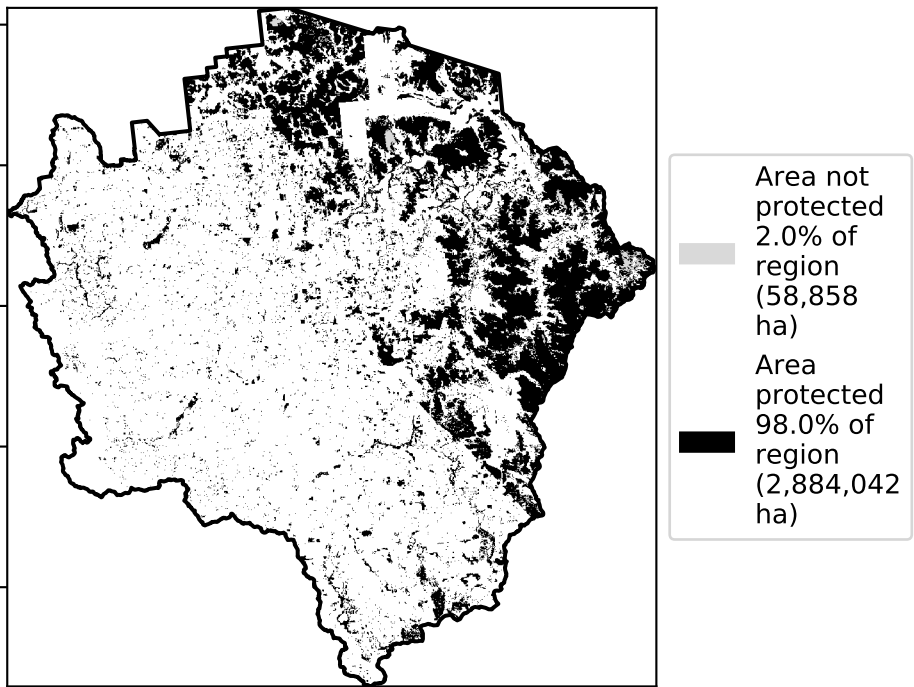 Area not
protected
2.0% of
region
(58,858
ha)
Area
protected
98.0% of
region
(2,884,042
ha)